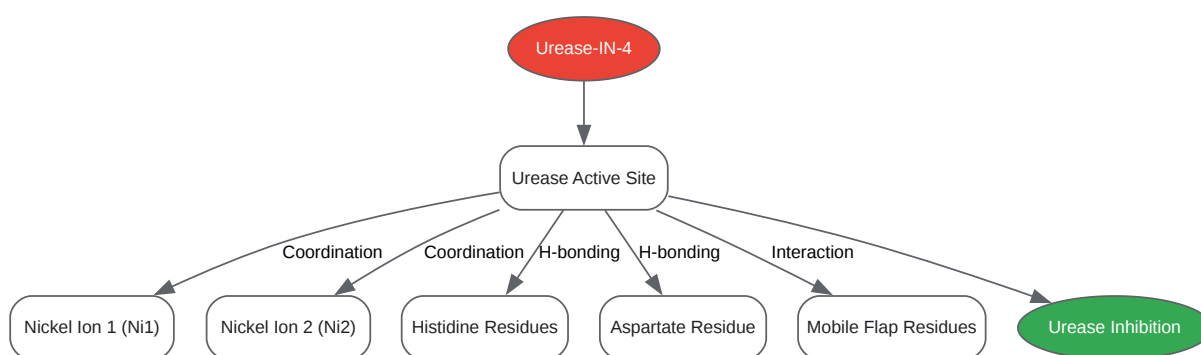 Urease-IN-4
Urease Active Site
Coordination
Coordination
H-bonding
H-bonding
Interaction
Nickel Ion 1 (Ni1)
Nickel Ion 2 (Ni2)
Histidine Residues
Aspartate Residue
Mobile Flap Residues
Urease Inhibition